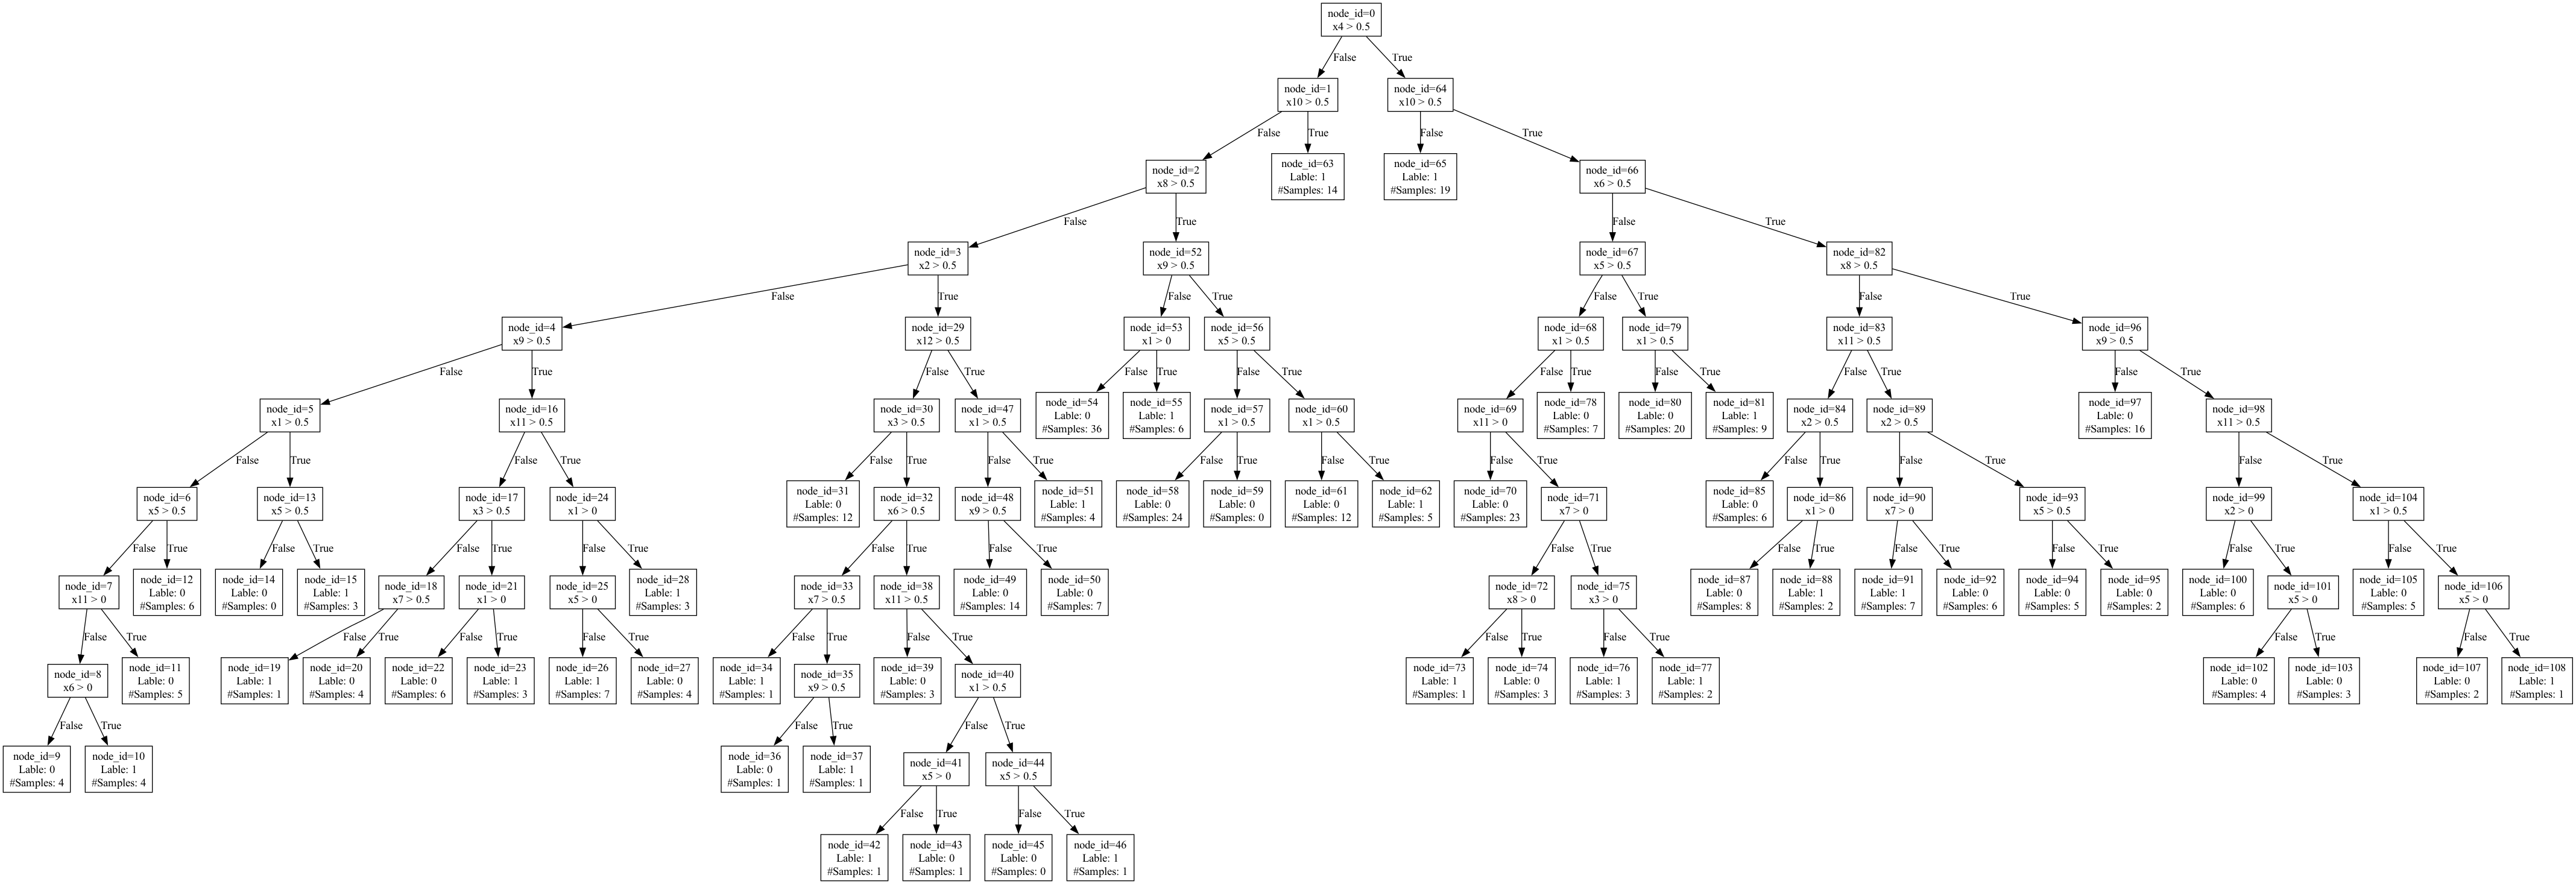 node_id=0
x4 > 0.5
False
True
node_id=1
x10 > 0.5
node_id=64
x10 > 0.5
False
True
False
True
node_id=2
x8 > 0.5
node_id=63
Lable: 1
#Samples: 14
node_id=65
Lable: 1
#Samples: 19
node_id=66
x6 > 0.5
False
True
False
True
node_id=3
x2 > 0.5
node_id=52
x9 > 0.5
node_id=67
x5 > 0.5
node_id=82
x8 > 0.5
False
True
False
True
False
True
False
True
node_id=4
x9 > 0.5
node_id=29
x12 > 0.5
node_id=53
x1 > 0
node_id=56
x5 > 0.5
node_id=68
x1 > 0.5
node_id=79
x1 > 0.5
node_id=83
x11 > 0.5
node_id=96
x9 > 0.5
False
True
False
True
False
True
False
True
False
True
False
True
False
True
False
True
node_id=5
x1 > 0.5
node_id=16
x11 > 0.5
node_id=30
x3 > 0.5
node_id=47
x1 > 0.5
node_id=54
Lable: 0
#Samples: 36
node_id=55
Lable: 1
#Samples: 6
node_id=57
x1 > 0.5
node_id=60
x1 > 0.5
node_id=69
x11 > 0
node_id=78
Lable: 0
#Samples: 7
node_id=80
Lable: 0
#Samples: 20
node_id=81
Lable: 1
#Samples: 9
node_id=84
x2 > 0.5
node_id=89
x2 > 0.5
node_id=97
Lable: 0
#Samples: 16
node_id=98
x11 > 0.5
False
True
False
True
False
True
False
True
False
True
False
True
False
True
False
True
False
True
False
True
node_id=6
x5 > 0.5
node_id=13
x5 > 0.5
node_id=17
x3 > 0.5
node_id=24
x1 > 0
node_id=31
Lable: 0
#Samples: 12
node_id=32
x6 > 0.5
node_id=48
x9 > 0.5
node_id=51
Lable: 1
#Samples: 4
node_id=58
Lable: 0
#Samples: 24
node_id=59
Lable: 0
#Samples: 0
node_id=61
Lable: 0
#Samples: 12
node_id=62
Lable: 1
#Samples: 5
node_id=70
Lable: 0
#Samples: 23
node_id=71
x7 > 0
node_id=85
Lable: 0
#Samples: 6
node_id=86
x1 > 0
node_id=90
x7 > 0
node_id=93
x5 > 0.5
node_id=99
x2 > 0
node_id=104
x1 > 0.5
False
True
False
True
False
True
False
True
False
True
False
True
False
True
False
True
False
True
False
True
False
True
False
True
node_id=7
x11 > 0
node_id=12
Lable: 0
#Samples: 6
node_id=14
Lable: 0
#Samples: 0
node_id=15
Lable: 1
#Samples: 3
node_id=18
x7 > 0.5
node_id=21
x1 > 0
node_id=25
x5 > 0
node_id=28
Lable: 1
#Samples: 3
node_id=33
x7 > 0.5
node_id=38
x11 > 0.5
node_id=49
Lable: 0
#Samples: 14
node_id=50
Lable: 0
#Samples: 7
node_id=72
x8 > 0
node_id=75
x3 > 0
node_id=87
Lable: 0
#Samples: 8
node_id=88
Lable: 1
#Samples: 2
node_id=91
Lable: 1
#Samples: 7
node_id=92
Lable: 0
#Samples: 6
node_id=94
Lable: 0
#Samples: 5
node_id=95
Lable: 0
#Samples: 2
node_id=100
Lable: 0
#Samples: 6
node_id=101
x5 > 0
node_id=105
Lable: 0
#Samples: 5
node_id=106
x5 > 0
False
True
False
True
False
True
False
True
False
True
False
True
False
True
False
True
False
True
False
True
node_id=8
x6 > 0
node_id=11
Lable: 0
#Samples: 5
node_id=19
Lable: 1
#Samples: 1
node_id=20
Lable: 0
#Samples: 4
node_id=22
Lable: 0
#Samples: 6
node_id=23
Lable: 1
#Samples: 3
node_id=26
Lable: 1
#Samples: 7
node_id=27
Lable: 0
#Samples: 4
node_id=34
Lable: 1
#Samples: 1
node_id=35
x9 > 0.5
node_id=39
Lable: 0
#Samples: 3
node_id=40
x1 > 0.5
node_id=73
Lable: 1
#Samples: 1
node_id=74
Lable: 0
#Samples: 3
node_id=76
Lable: 1
#Samples: 3
node_id=77
Lable: 1
#Samples: 2
node_id=102
Lable: 0
#Samples: 4
node_id=103
Lable: 0
#Samples: 3
node_id=107
Lable: 0
#Samples: 2
node_id=108
Lable: 1
#Samples: 1
False
True
False
True
False
True
node_id=9
Lable: 0
#Samples: 4
node_id=10
Lable: 1
#Samples: 4
node_id=36
Lable: 0
#Samples: 1
node_id=37
Lable: 1
#Samples: 1
node_id=41
x5 > 0
node_id=44
x5 > 0.5
False
True
False
True
node_id=42
Lable: 1
#Samples: 1
node_id=43
Lable: 0
#Samples: 1
node_id=45
Lable: 0
#Samples: 0
node_id=46
Lable: 1
#Samples: 1